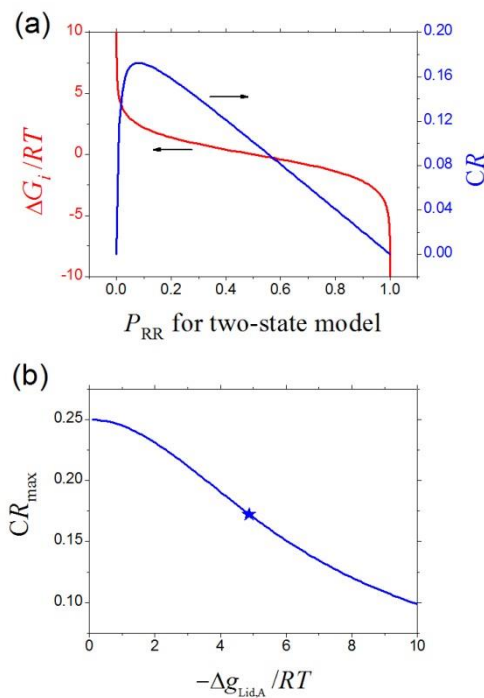 (a)
10
5
0
-5
-10
ΔG_i/RT
0.20
0.16
0.12
0.08
0.04
0.00
CR
0.0 0.2 0.4 0.6 0.8 1.0
P_RR for two-state model
(b)
0.25
0.20
0.15
0.10
CR_max
0 2 4 6 8 10
−Δg_Lid,A/RT